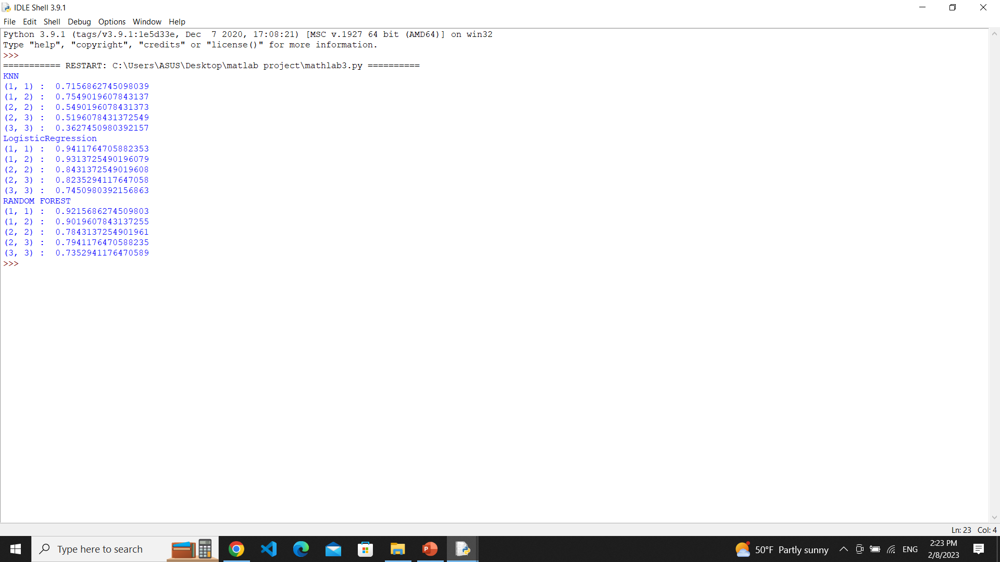 IDLE Shell 3.9.1
File Edit Shell Debug Options Window Help
Python 3.9.1 (tags/v3.9.1:1e5d33e, Dec  7 2020, 17:08:21) [MSC v.1927 64 bit (AMD64)] on win32
Type "help", "copyright", "credits" or "license()" for more information.
>>>
=========== RESTART: C:\Users\ASUS\Desktop\matlab project\mathlab3.py ==========
KNN
(1, 1) :  0.7156862745098039
(1, 2) :  0.7549019607843137
(2, 2) :  0.5490196078431373
(2, 3) :  0.5196078431372549
(3, 3) :  0.3627450980392157
LogisticRegression
(1, 1) :  0.9411764705882353
(1, 2) :  0.9313725490196079
(2, 2) :  0.8431372549019608
(2, 3) :  0.8235294117647058
(3, 3) :  0.7450980392156863
RANDOM FOREST
(1, 1) :  0.9215686274509803
(1, 2) :  0.9019607843137255
(2, 2) :  0.7843137254901961
(2, 3) :  0.7941176470588235
(3, 3) :  0.7352941176470589
>>>
Ln: 23 Col: 4
Type here to search
P
50°F Partly sunny
ENG
2:23 PM
2/8/2023